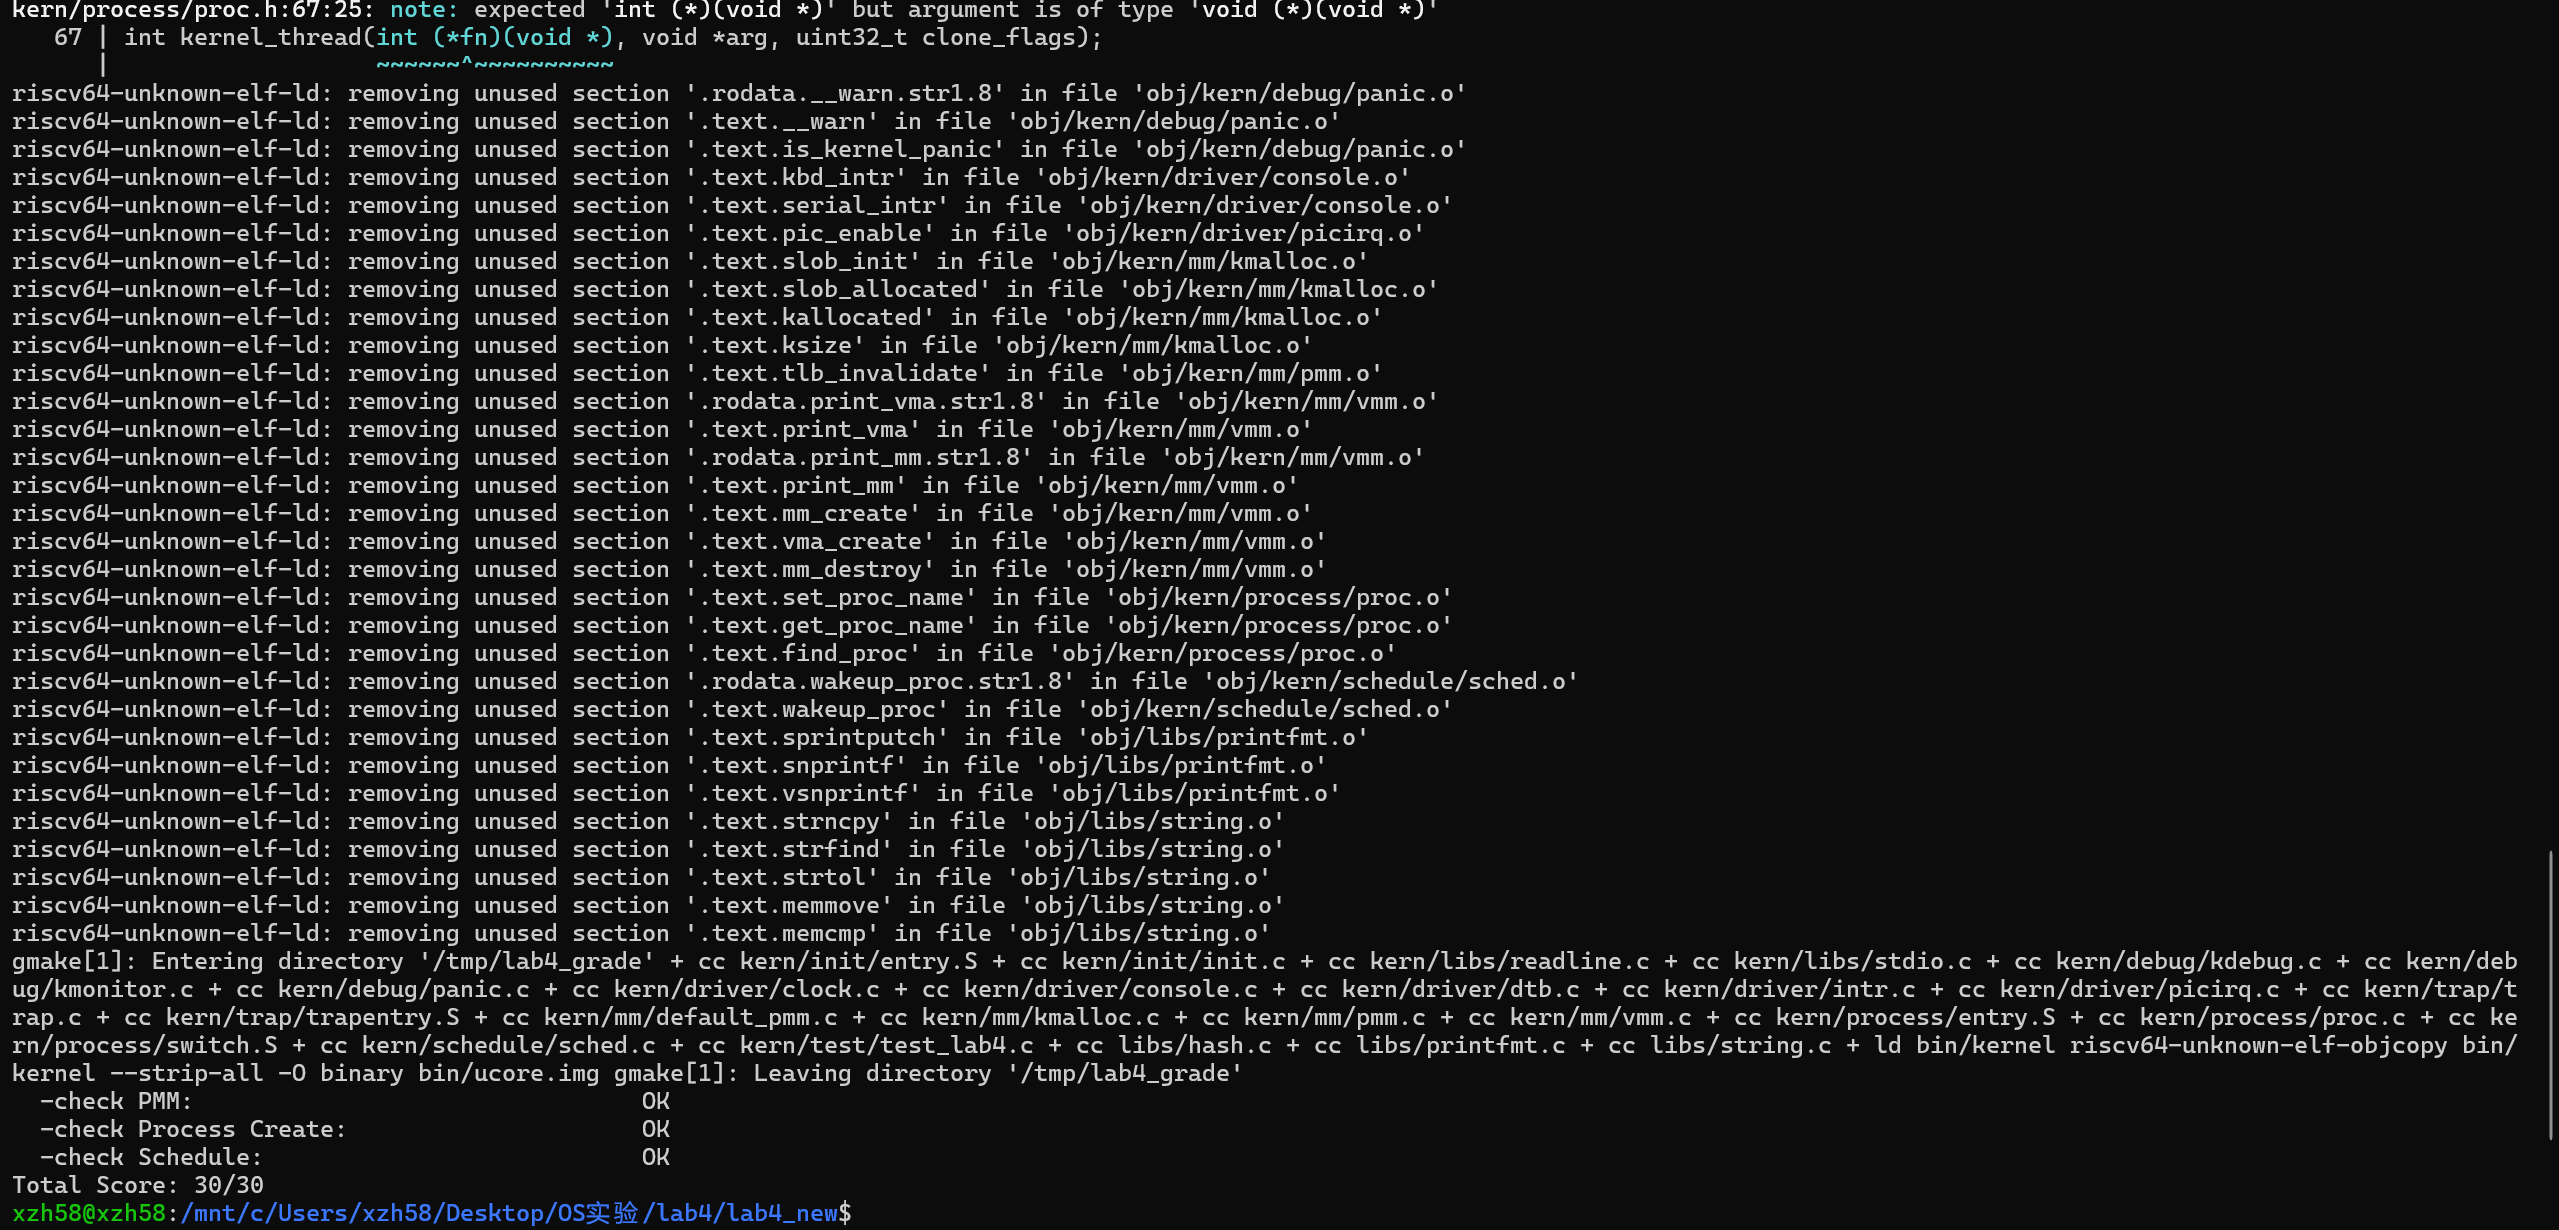 kern/process/proc.h:67:25: note: expected 'int (*)(void *)' but argument is of type 'void (*)(void *)'
   67 | int kernel_thread(int (*fn)(void *), void *arg, uint32_t clone_flags);
      |                   ~~~~~~^~~~~~~~~~~
riscv64-unknown-elf-ld: removing unused section '.rodata.__warn.str1.8' in file 'obj/kern/debug/panic.o'
riscv64-unknown-elf-ld: removing unused section '.text.__warn' in file 'obj/kern/debug/panic.o'
riscv64-unknown-elf-ld: removing unused section '.text.is_kernel_panic' in file 'obj/kern/debug/panic.o'
riscv64-unknown-elf-ld: removing unused section '.text.kbd_intr' in file 'obj/kern/driver/console.o'
riscv64-unknown-elf-ld: removing unused section '.text.serial_intr' in file 'obj/kern/driver/console.o'
riscv64-unknown-elf-ld: removing unused section '.text.pic_enable' in file 'obj/kern/driver/picirq.o'
riscv64-unknown-elf-ld: removing unused section '.text.slob_init' in file 'obj/kern/mm/kmalloc.o'
riscv64-unknown-elf-ld: removing unused section '.text.slob_allocated' in file 'obj/kern/mm/kmalloc.o'
riscv64-unknown-elf-ld: removing unused section '.text.kallocated' in file 'obj/kern/mm/kmalloc.o'
riscv64-unknown-elf-ld: removing unused section '.text.ksize' in file 'obj/kern/mm/kmalloc.o'
riscv64-unknown-elf-ld: removing unused section '.text.tlb_invalidate' in file 'obj/kern/mm/pmm.o'
riscv64-unknown-elf-ld: removing unused section '.rodata.print_vma.str1.8' in file 'obj/kern/mm/vmm.o'
riscv64-unknown-elf-ld: removing unused section '.text.print_vma' in file 'obj/kern/mm/vmm.o'
riscv64-unknown-elf-ld: removing unused section '.rodata.print_mm.str1.8' in file 'obj/kern/mm/vmm.o'
riscv64-unknown-elf-ld: removing unused section '.text.print_mm' in file 'obj/kern/mm/vmm.o'
riscv64-unknown-elf-ld: removing unused section '.text.mm_create' in file 'obj/kern/mm/vmm.o'
riscv64-unknown-elf-ld: removing unused section '.text.vma_create' in file 'obj/kern/mm/vmm.o'
riscv64-unknown-elf-ld: removing unused section '.text.mm_destroy' in file 'obj/kern/mm/vmm.o'
riscv64-unknown-elf-ld: removing unused section '.text.set_proc_name' in file 'obj/kern/process/proc.o'
riscv64-unknown-elf-ld: removing unused section '.text.get_proc_name' in file 'obj/kern/process/proc.o'
riscv64-unknown-elf-ld: removing unused section '.text.find_proc' in file 'obj/kern/process/proc.o'
riscv64-unknown-elf-ld: removing unused section '.rodata.wakeup_proc.str1.8' in file 'obj/kern/schedule/sched.o'
riscv64-unknown-elf-ld: removing unused section '.text.wakeup_proc' in file 'obj/kern/schedule/sched.o'
riscv64-unknown-elf-ld: removing unused section '.text.sprintputch' in file 'obj/libs/printfmt.o'
riscv64-unknown-elf-ld: removing unused section '.text.snprintf' in file 'obj/libs/printfmt.o'
riscv64-unknown-elf-ld: removing unused section '.text.vsnprintf' in file 'obj/libs/printfmt.o'
riscv64-unknown-elf-ld: removing unused section '.text.strncpy' in file 'obj/libs/string.o'
riscv64-unknown-elf-ld: removing unused section '.text.strfind' in file 'obj/libs/string.o'
riscv64-unknown-elf-ld: removing unused section '.text.strtol' in file 'obj/libs/string.o'
riscv64-unknown-elf-ld: removing unused section '.text.memmove' in file 'obj/libs/string.o'
riscv64-unknown-elf-ld: removing unused section '.text.memcmp' in file 'obj/libs/string.o'
gmake[1]: Entering directory '/tmp/lab4_grade' + cc kern/init/entry.S + cc kern/init/init.c + cc kern/libs/readline.c + cc kern/libs/stdio.c + cc kern/debug/kdebug.c + cc kern/deb
ug/kmonitor.c + cc kern/debug/panic.c + cc kern/driver/clock.c + cc kern/driver/console.c + cc kern/driver/dtb.c + cc kern/driver/intr.c + cc kern/driver/picirq.c + cc kern/trap/t
rap.c + cc kern/trap/trapentry.S + cc kern/mm/default_pmm.c + cc kern/mm/kmalloc.c + cc kern/mm/pmm.c + cc kern/mm/vmm.c + cc kern/process/entry.S + cc kern/process/proc.c + cc ke
rn/process/switch.S + cc kern/schedule/sched.c + cc kern/test/test_lab4.c + cc libs/hash.c + cc libs/printfmt.c + cc libs/string.c + ld bin/kernel riscv64-unknown-elf-objcopy bin/
kernel --strip-all -O binary bin/ucore.img gmake[1]: Leaving directory '/tmp/lab4_grade'
  -check PMM:                                OK
  -check Process Create:                     OK
  -check Schedule:                           OK
Total Score: 30/30
xzh58@xzh58:/mnt/c/Users/xzh58/Desktop/OS实验/lab4/lab4_new$